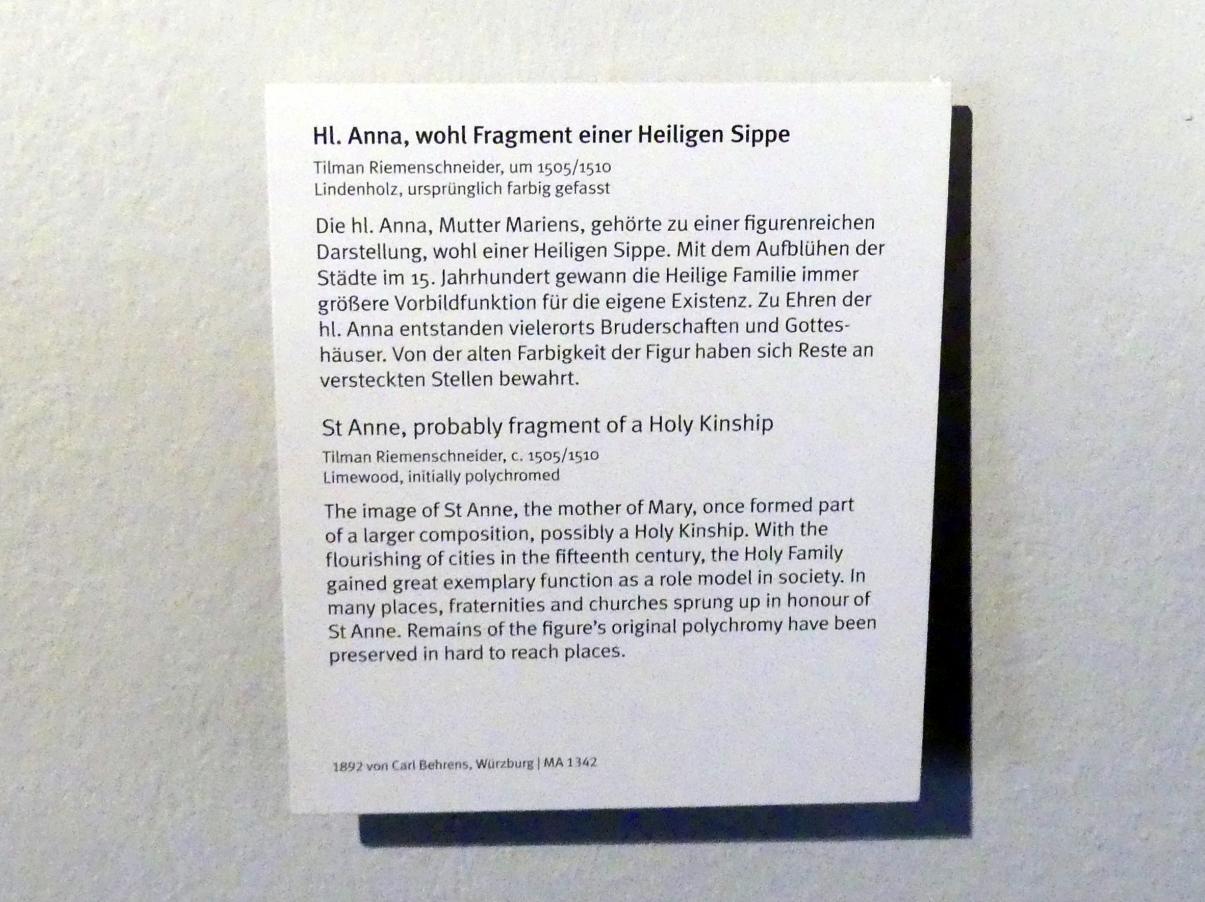 Hl. Anna, wohl Fragment einer Heiligen Sippe
Tilman Riemenschneider, um 1505/1510
Lindenholz, ursprünglich farbig gefasst
Die hl. Anna, Mutter Mariens, gehörte zu einer figurenreichen
Darstellung, wohl einer Heiligen Sippe. Mit dem Aufblühen der
Städte im 15. Jahrhundert gewann die Heilige Familie immer
größere Vorbildfunktion für die eigene Existenz. Zu Ehren der
hl. Anna entstanden vielerorts Bruderschaften und Gottes-
häuser. Von der alten Farbigkeit der Figur haben sich Reste an
versteckten Stellen bewahrt.
St Anne, probably fragment of a Holy Kinship
Tilman Riemenschneider, c. 1505/1510
Limewood, initially polychromed
The image of St Anne, the mother of Mary, once formed part
of a larger composition, possibly a Holy Kinship. With the
flourishing of cities in the fifteenth century, the Holy Family
gained great exemplary function as a role model in society. In
many places, fraternities and churches sprung up in honour of
St Anne. Remains of the figure's original polychromy have been
preserved in hard to reach places.
1892 von Carl Behrens, Würzburg | MA 1342